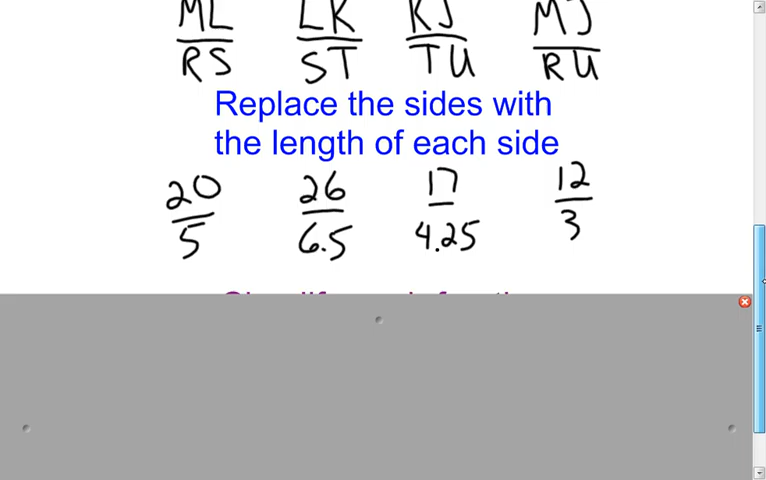 ML LK KJ MJ
RS ST TU RU
Replace the sides with
the length of each side
20 26 17 12
5 6.5 4.25 3